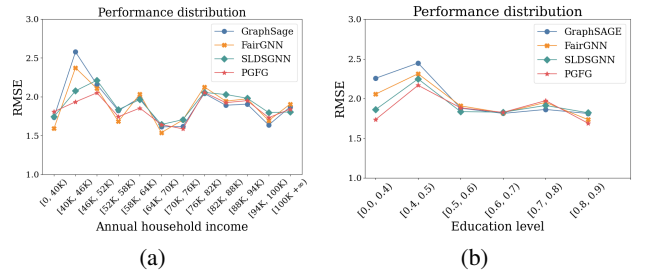 Performance distribution
3.0
2.5
2.0
1.5
1.0
RMSE
GraphSage
FairGNN
SLDSGNN
PGFG
[0, 40K)
[40K, 46K)
[46K, 52K)
[52K, 58K)
[58K, 64K)
[64K, 70K)
[70K, 76K)
[76K, 82K)
[82K, 88K)
[88K, 94K)
[94K, 100K)
[100K +∞)
Annual household income
(a)
Performance distribution
3.0
2.5
2.0
1.5
1.0
RMSE
GraphSAGE
FairGNN
SLDSGNN
PGFG
[0.0, 0.4)
[0.4, 0.5)
[0.5, 0.6)
[0.6, 0.7)
[0.7, 0.8)
[0.8, 0.9)
Education level
(b)